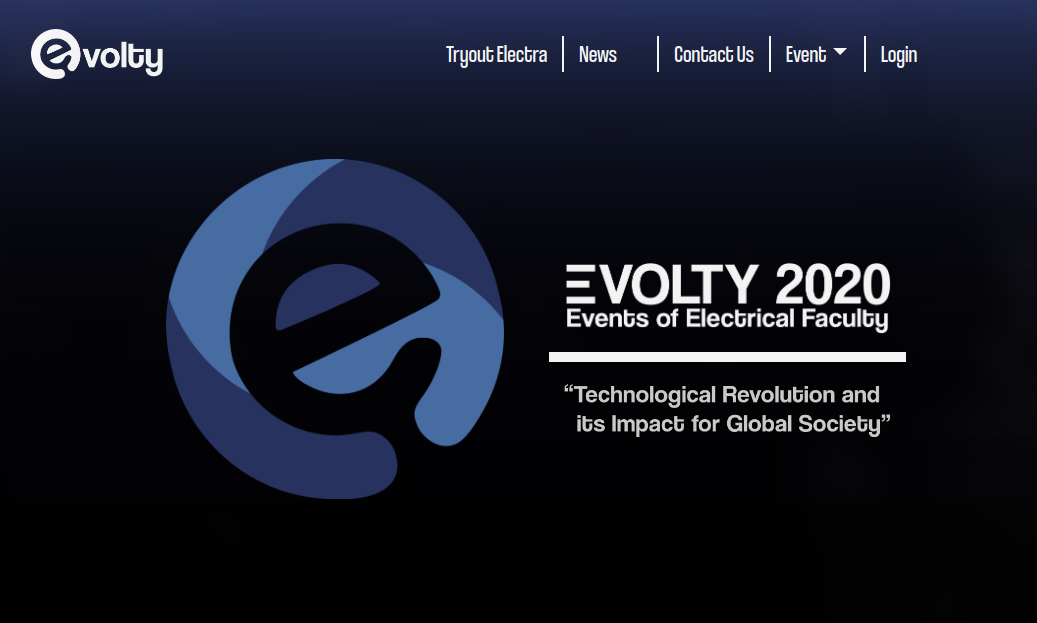 evolty
Tryout Electra
News
Contact Us
Event
Login
EVOLTY 2020
Events of Electrical Faculty
“Technological Revolution and
its Impact for Global Society”